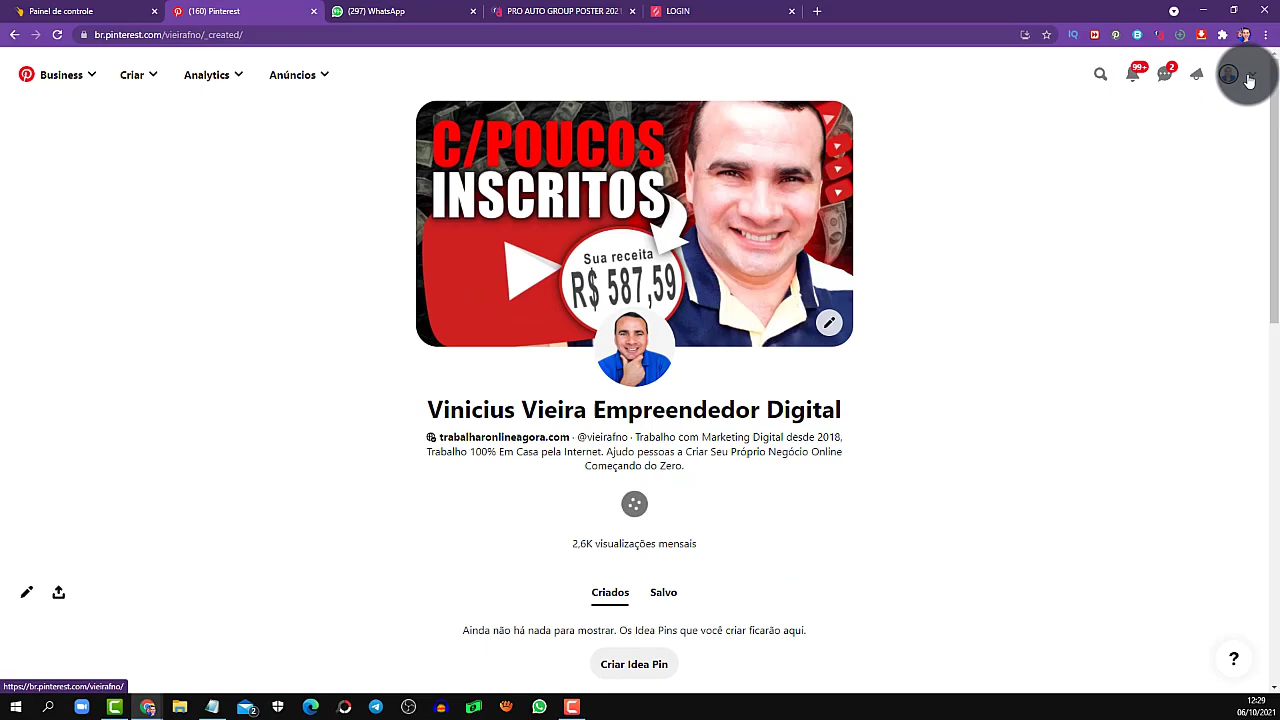 Painel de controle
(160) Pinterest
(297) WhatsApp
PRO AUTO GROUP POSTER 2021
LOGIN
br.pinterest.com/vieirafno/_created/
Business
Criar
Analytics
Anúncios
99+
2
C/POUCOS
INSCRITOS
Sua receita
R$ 587,59
Vinicius Vieira Empreendedor Digital
trabalharonlineagora.com · @vieirafno · Trabalho com Marketing Digital desde 2018,
Trabalho 100% Em Casa pela Internet. Ajudo pessoas a Criar Seu Próprio Negócio Online
Começando do Zero.
2,6K visualizações mensais
Criados
Salvo
Ainda não há nada para mostrar. Os Idea Pins que você criar ficarão aqui.
Criar Idea Pin
?
https://br.pinterest.com/vieirafno/
2
12:29
06/10/2021